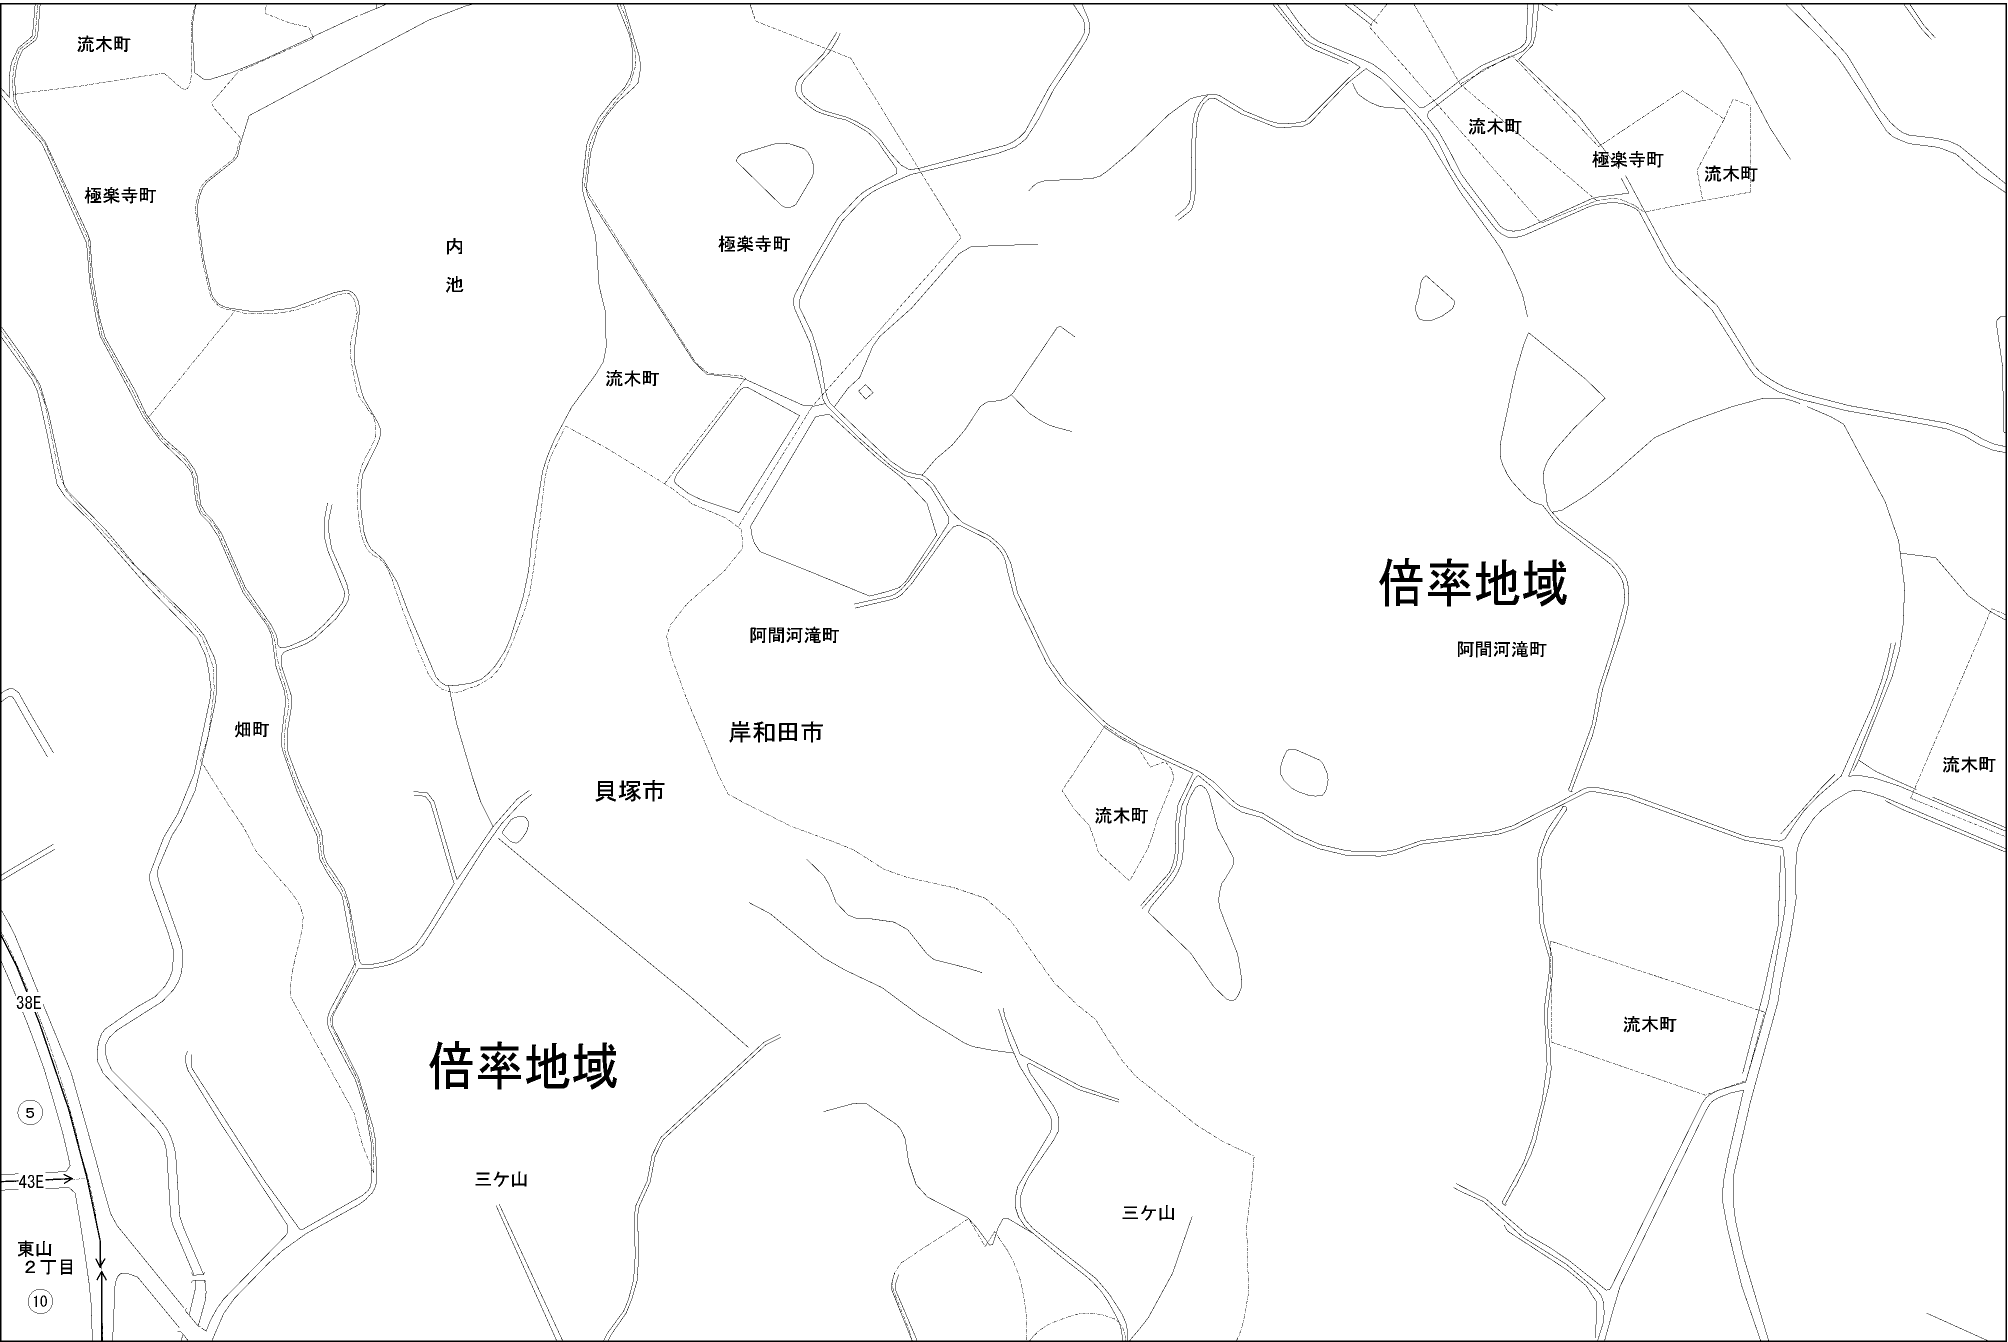 流木町
流木町
極楽寺町
流木町
極楽寺町
内
池
極楽寺町
流木町
倍率地域
阿間河滝町
阿間河滝町
畑町
岸和田市
貝塚市
流木町
流木町
38E
流木町
倍率地域
5
43E
三ケ山
三ケ山
東山
2丁目
10